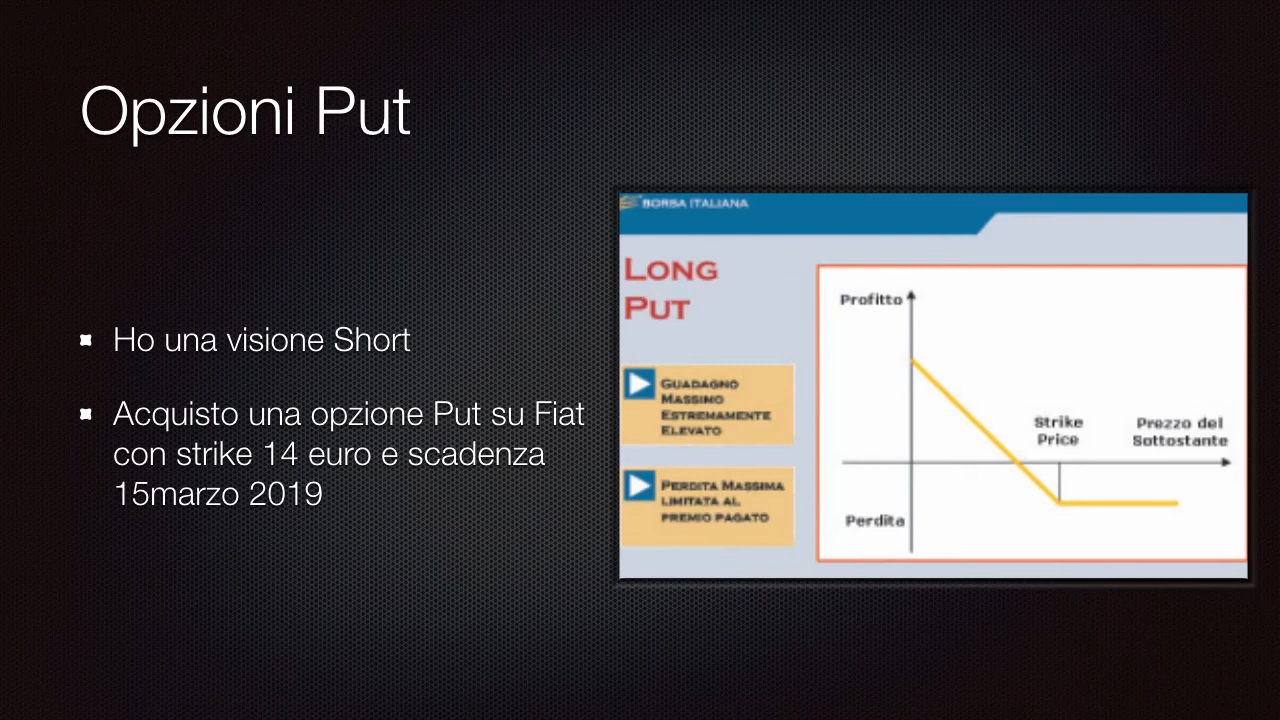 Opzioni Put
Ho una visione Short
Acquisto una opzione Put su Fiat
con strike 14 euro e scadenza
15marzo 2019
BORSA ITALIANA
LONG
PUT
GUADAGNO
MASSIMO
ESTREMAMENTE
ELEVATO
PERDITA MASSIMA
LIMITATA AL
PREMIO PAGATO
Profitto
Strike
Price
Prezzo del
Sottostante
Perdita